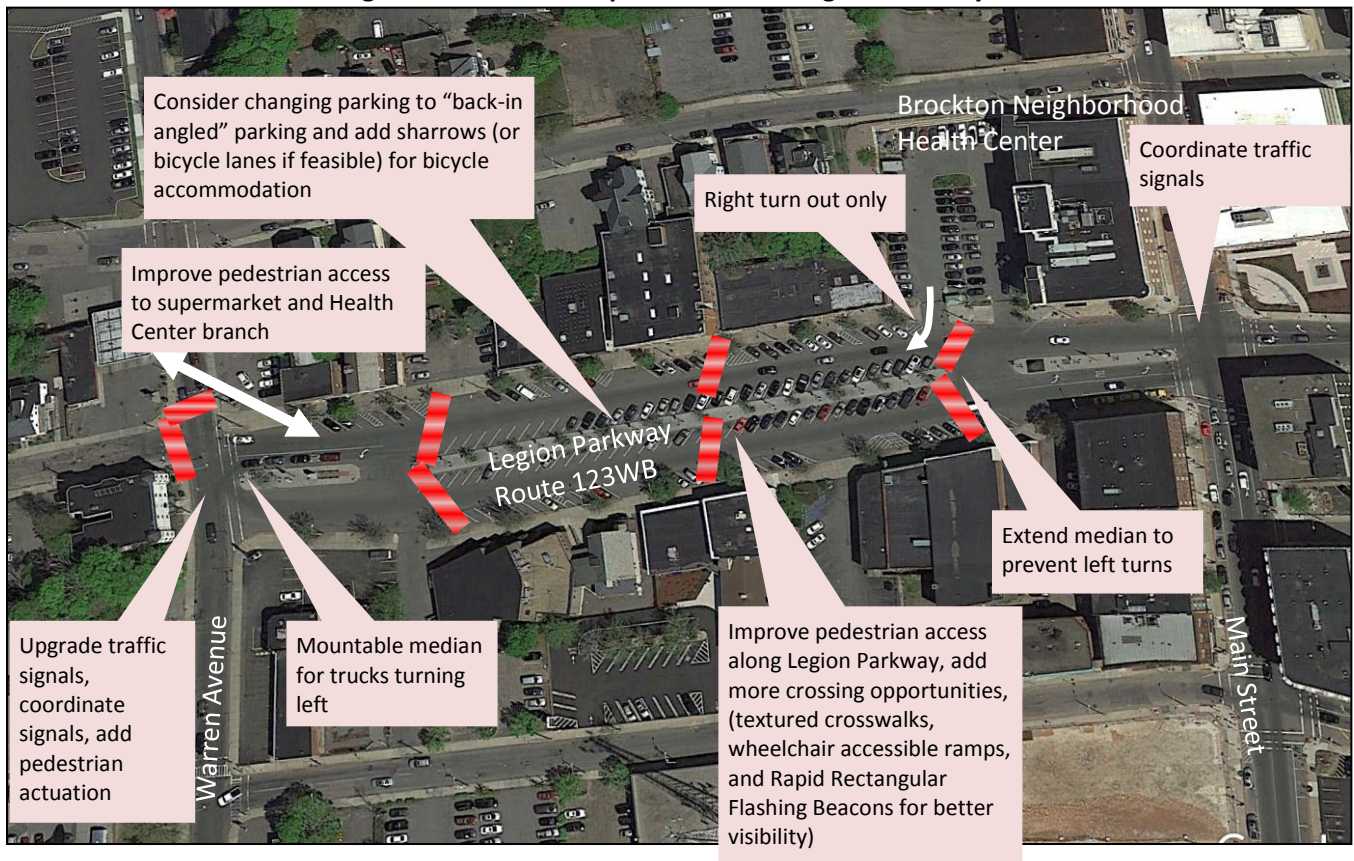 Consider changing parking to “back-in
angled” parking and add sharrows (or
bicycle lanes if feasible) for bicycle
accommodation
Brockton Neighborhood
Health Center
Coordinate traffic
signals
Right turn out only
Improve pedestrian access
to supermarket and Health
Center branch
Legion Parkway
Route 123WB
Extend median to
prevent left turns
Upgrade traffic
signals,
coordinate
signals, add
pedestrian
actuation
Warren Avenue
Mountable median
for trucks turning
left
Improve pedestrian access
along Legion Parkway, add
more crossing opportunities,
(textured crosswalks,
wheelchair accessible ramps,
and Rapid Rectangular
Flashing Beacons for better
visibility)
Main Street